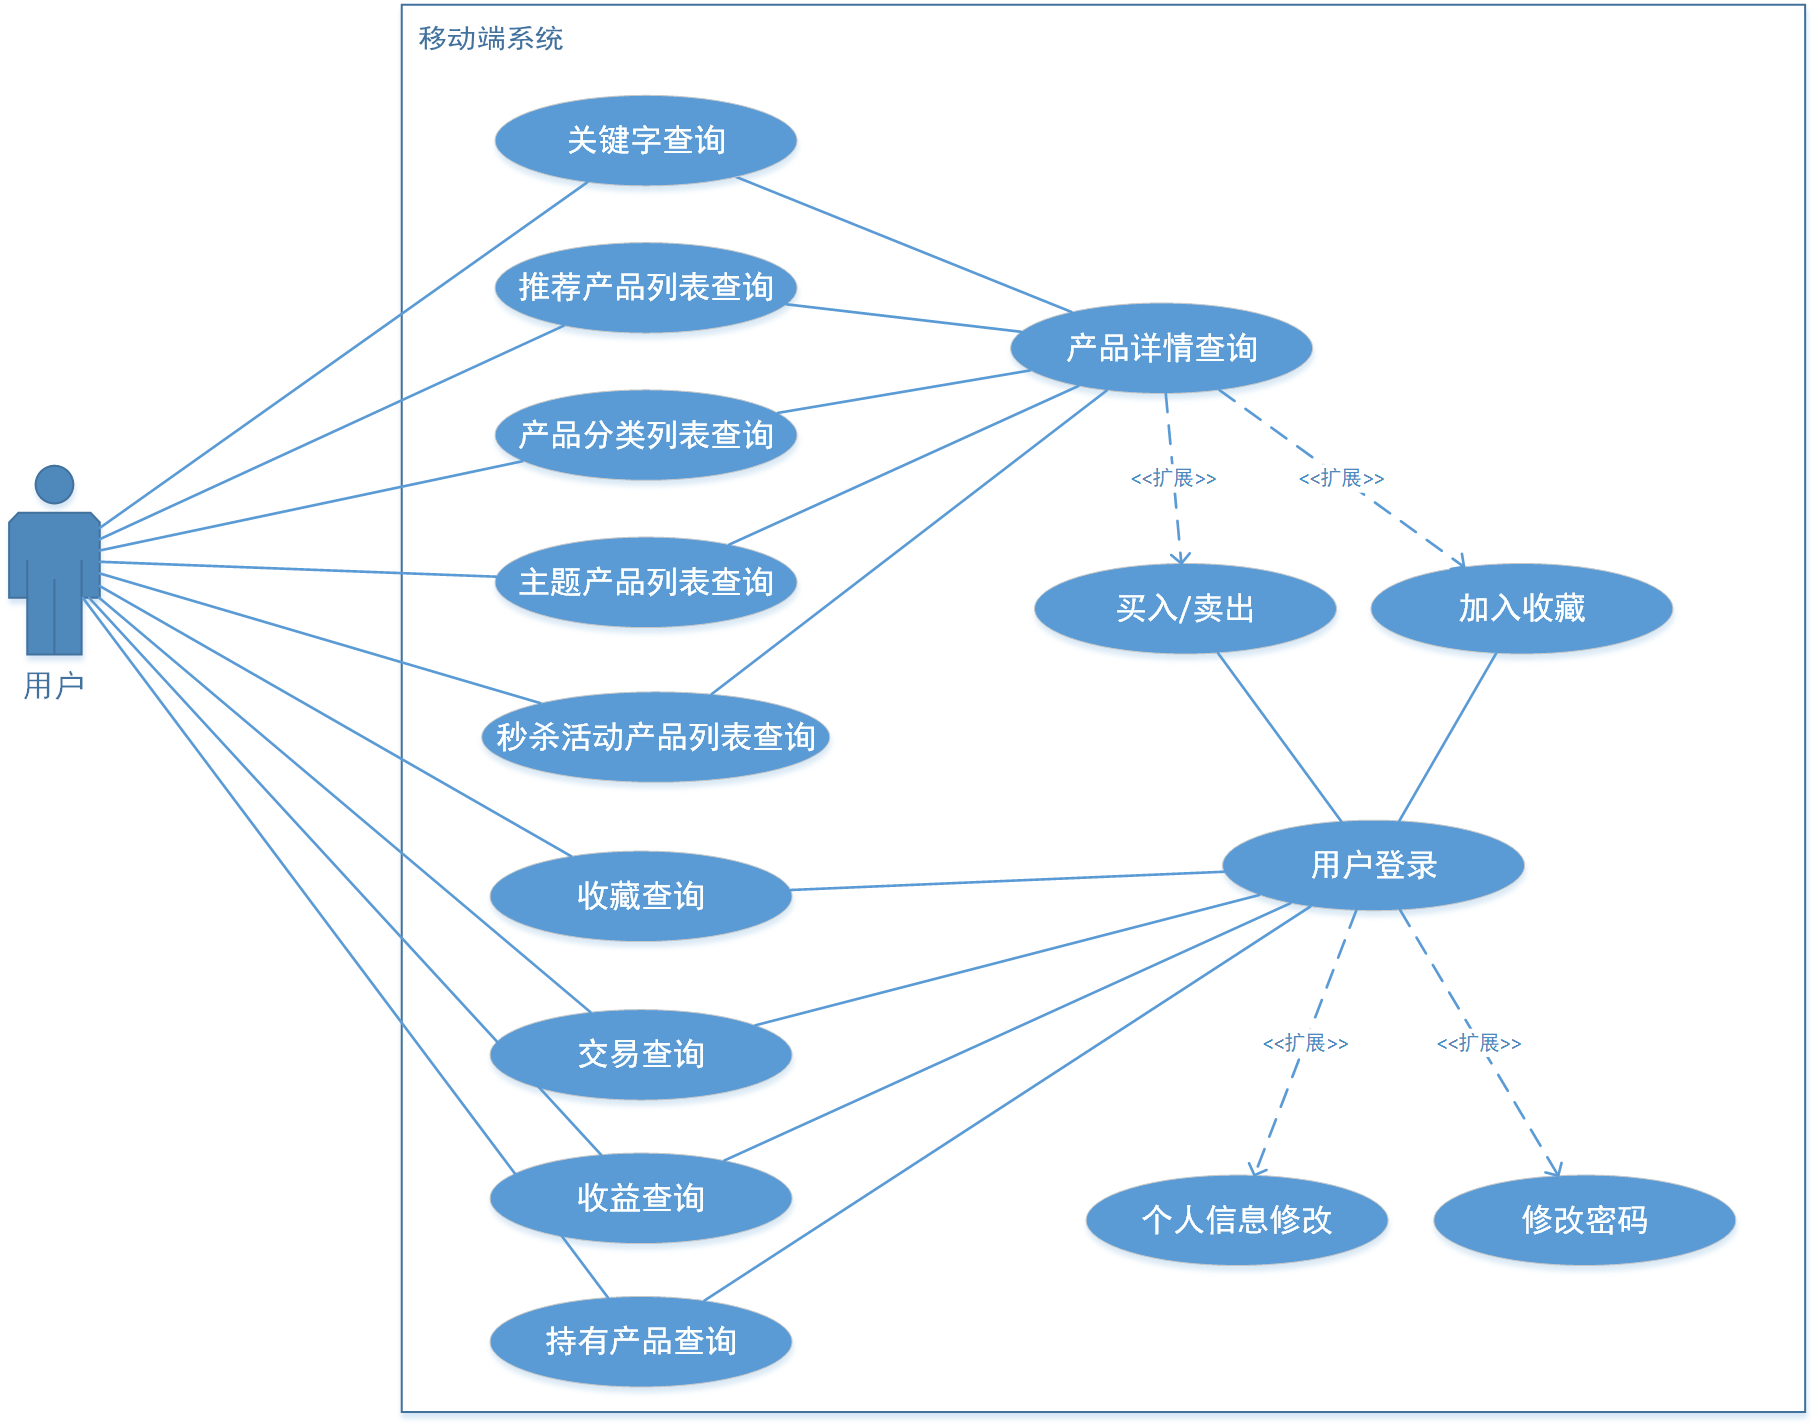 移动端系统
关键字查询
推荐产品列表查询
产品详情查询
产品分类列表查询
<<扩展>>
<<扩展>>
主题产品列表查询
买入/卖出
加入收藏
用户
秒杀活动产品列表查询
用户登录
收藏查询
交易查询
<<扩展>>
<<扩展>>
收益查询
个人信息修改
修改密码
持有产品查询